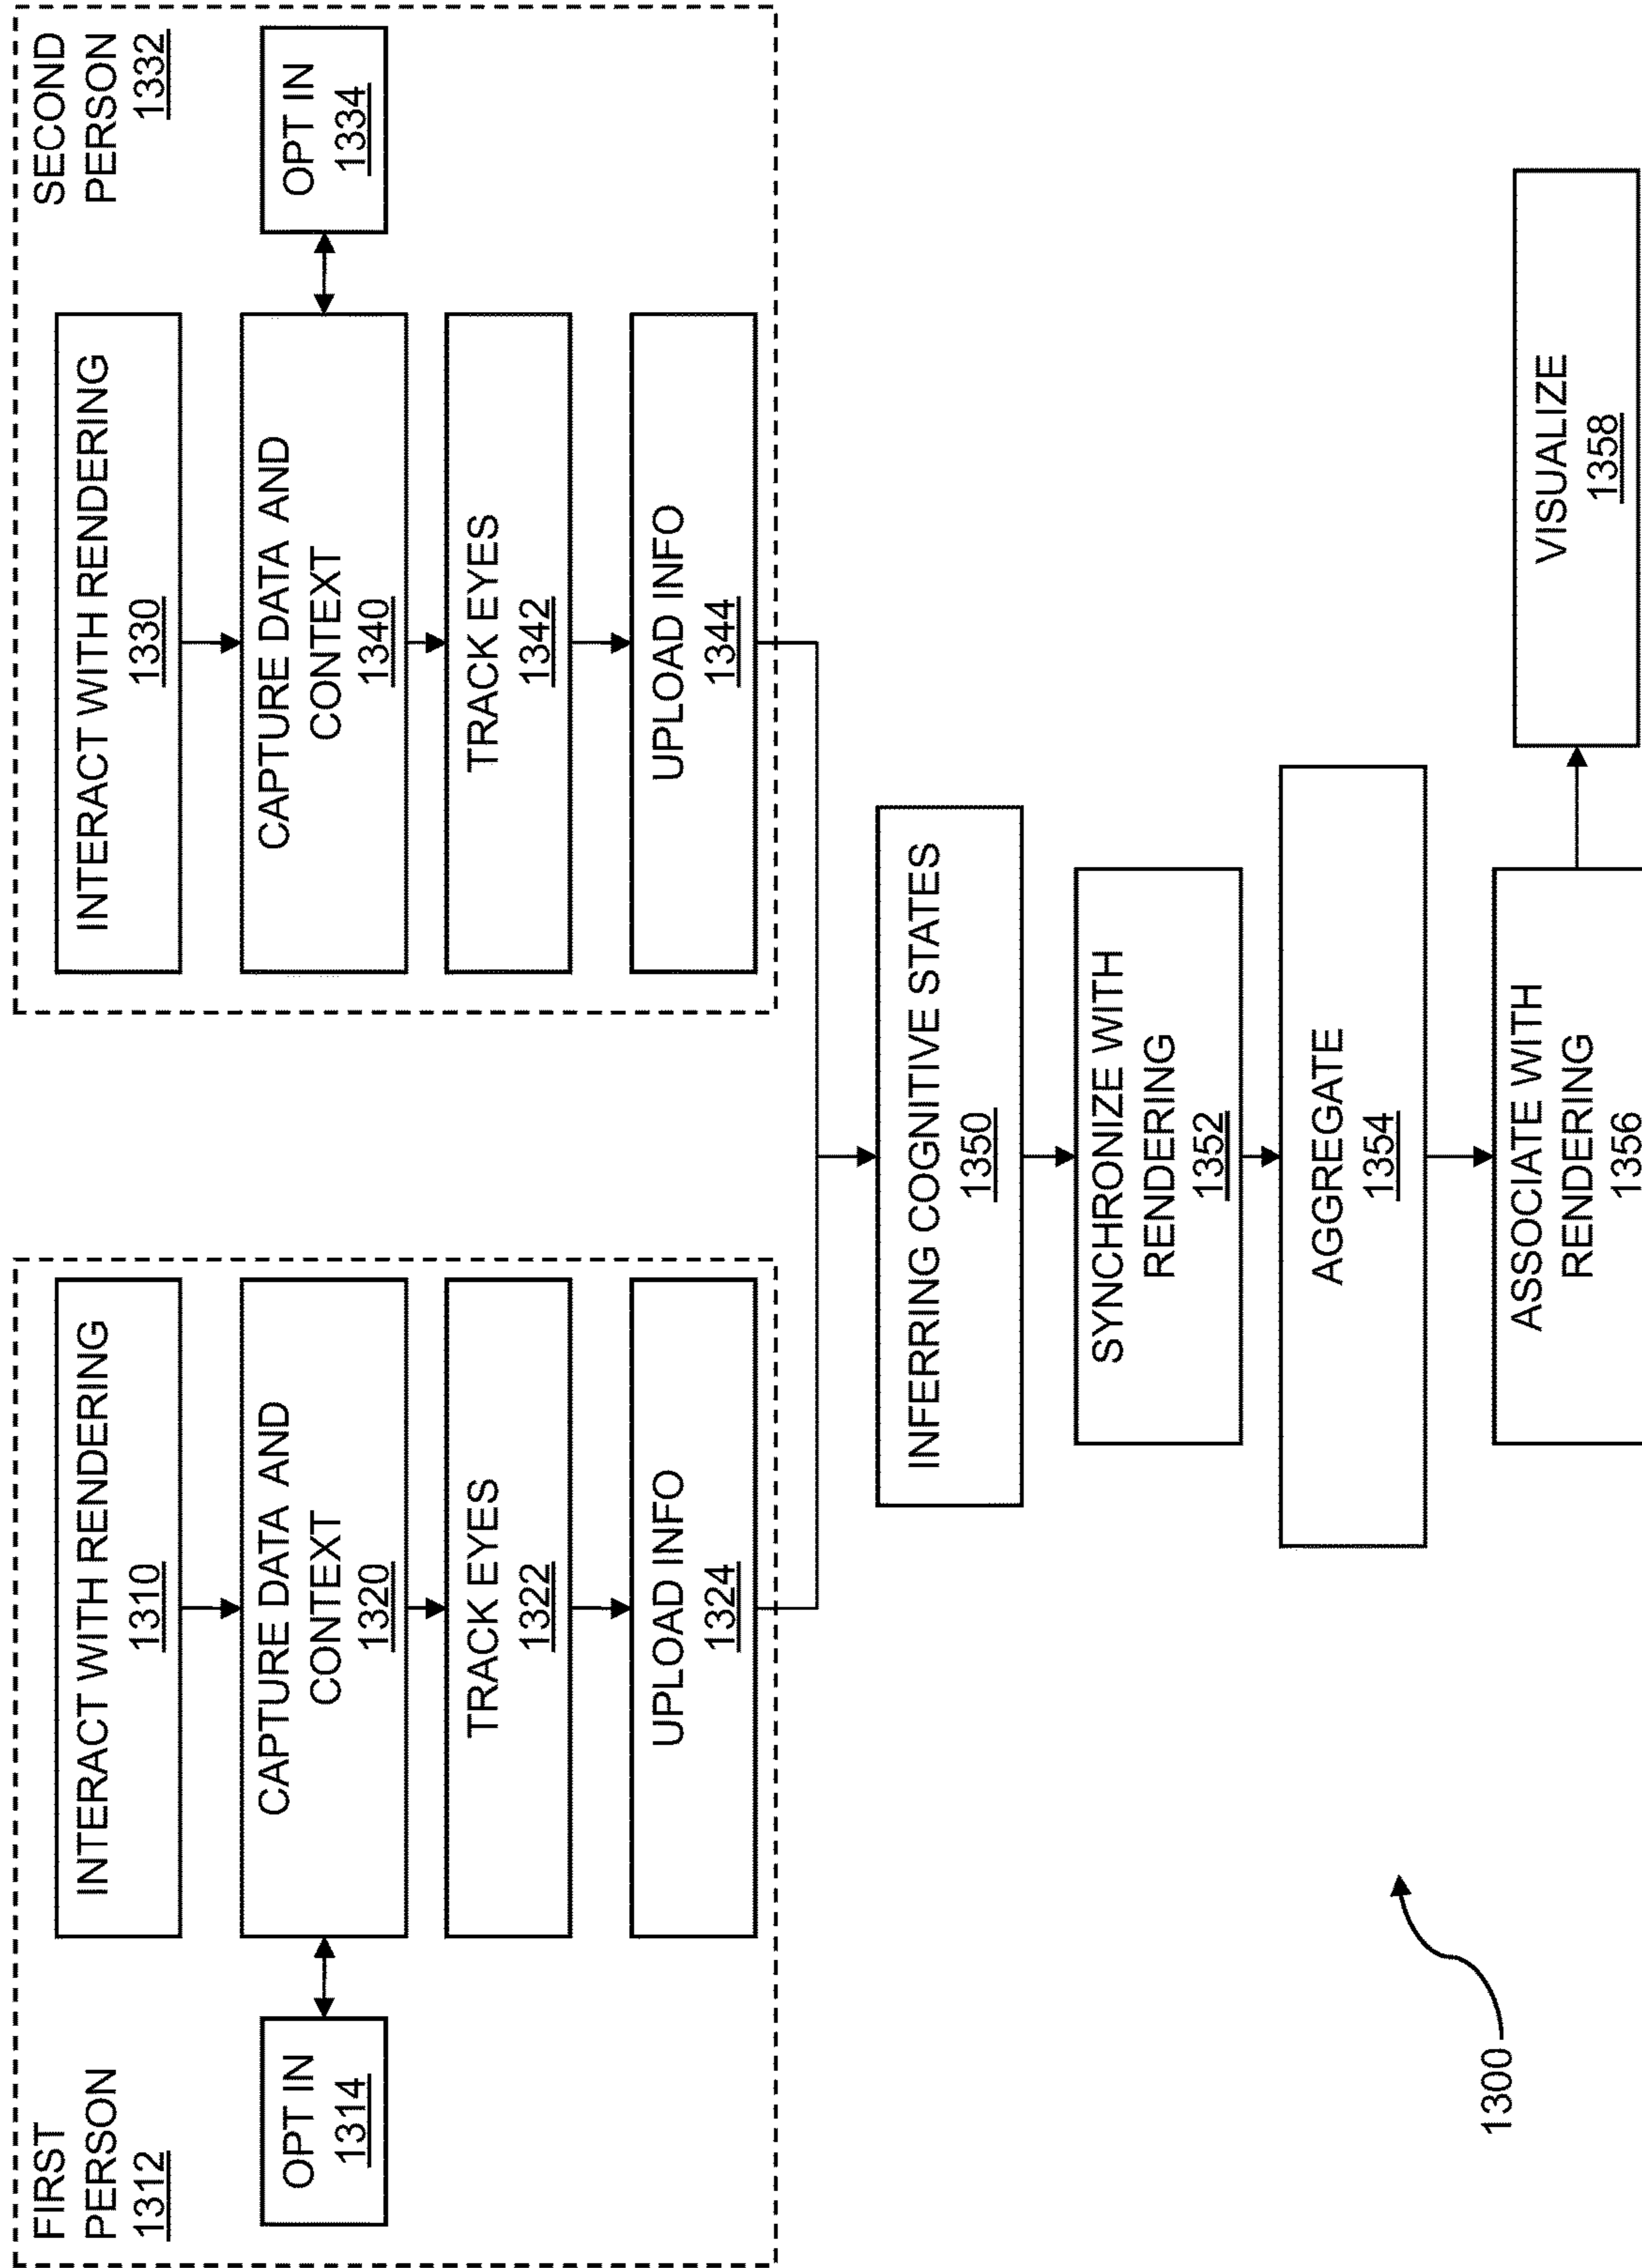 FIRST
PERSON
1312
INTERACT WITH RENDERING
1310
OPT IN
1314
CAPTURE DATA AND
CONTEXT
1320
TRACK EYES
1322
UPLOAD INFO
1324
SECOND
PERSON
1332
INTERACT WITH RENDERING
1330
CAPTURE DATA AND
CONTEXT
1340
OPT IN
1334
TRACK EYES
1342
UPLOAD INFO
1344
INFERRING COGNITIVE STATES
1350
SYNCHRONIZE WITH
RENDERING
1352
AGGREGATE
1354
ASSOCIATE WITH
RENDERING
1356
VISUALIZE
1358
1300